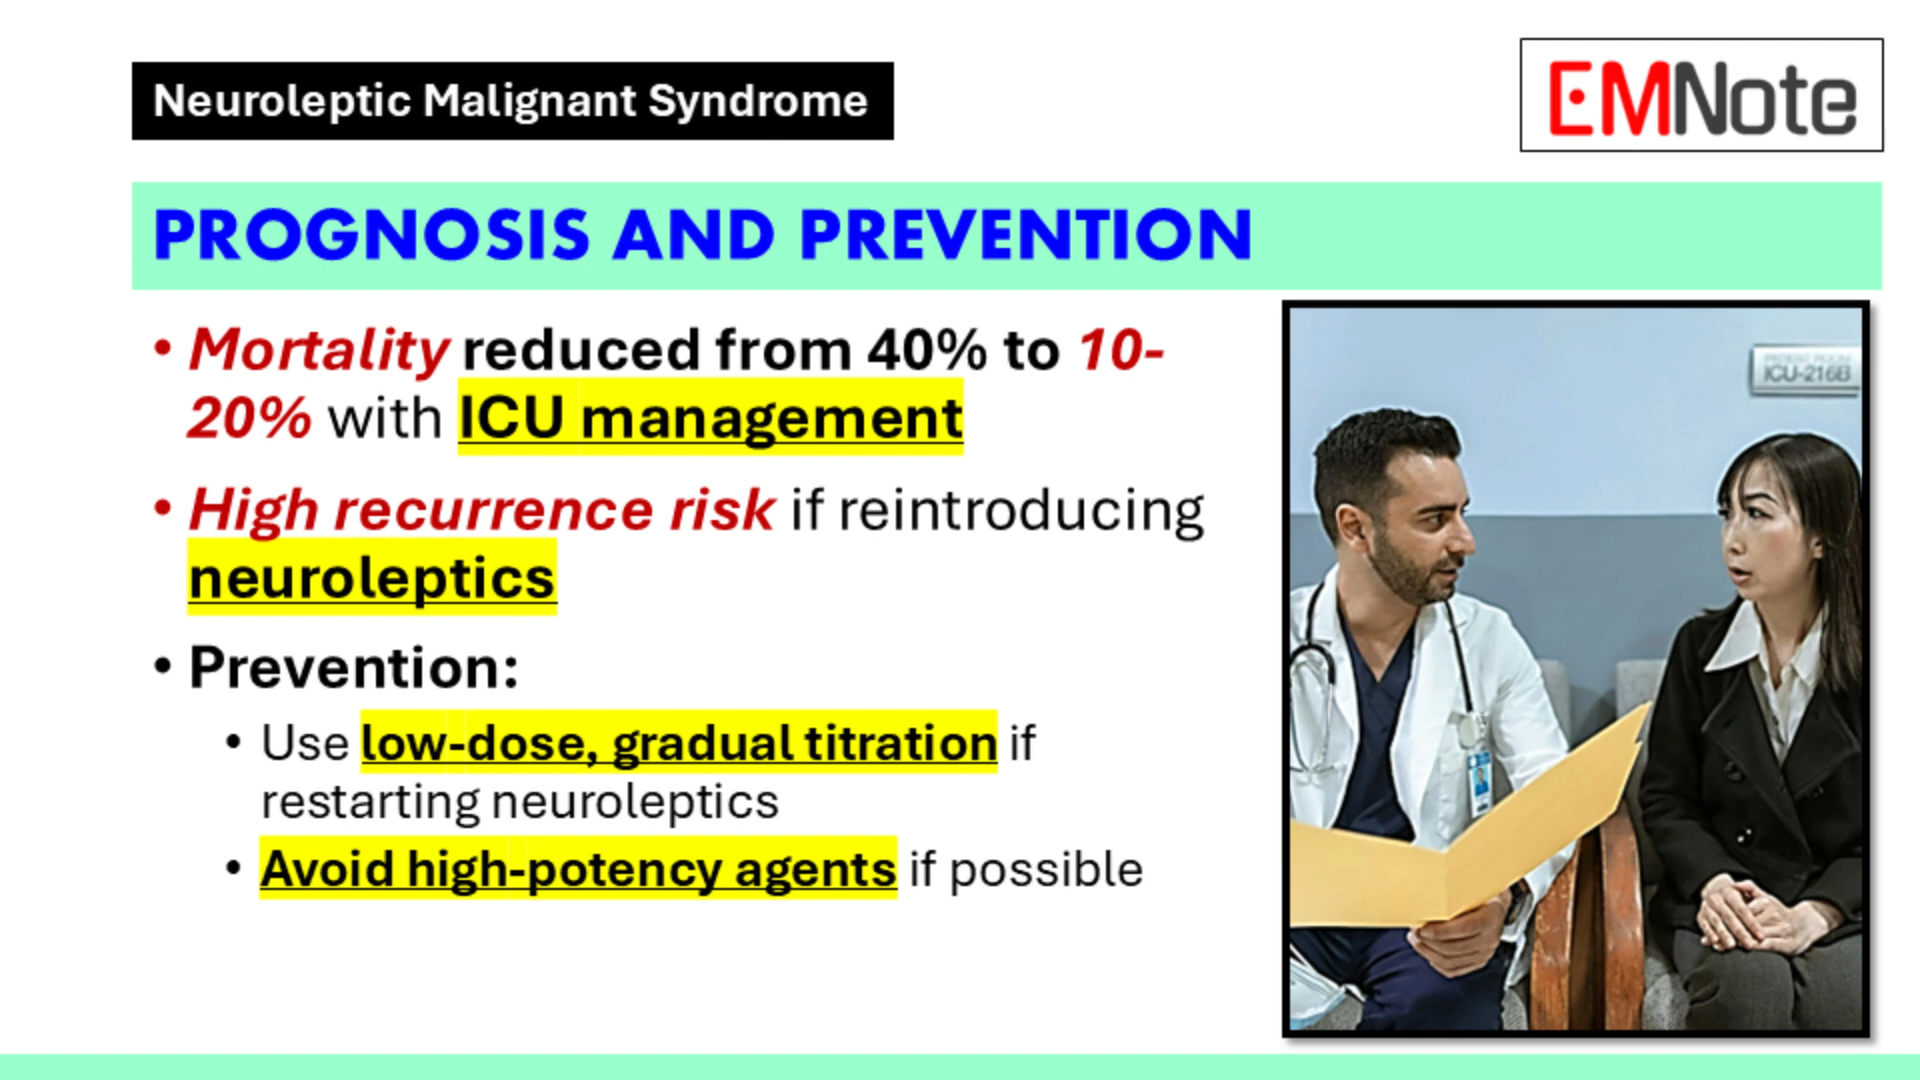 Neuroleptic Malignant Syndrome
EMNote
PROGNOSIS AND PREVENTION
• Mortality reduced from 40% to 10-
20% with ICU management
• High recurrence risk if reintroducing
neuroleptics
• Prevention:
• Use low-dose, gradual titration if
restarting neuroleptics
• Avoid high-potency agents if possible
PATIENT ROOM
ICU-216B